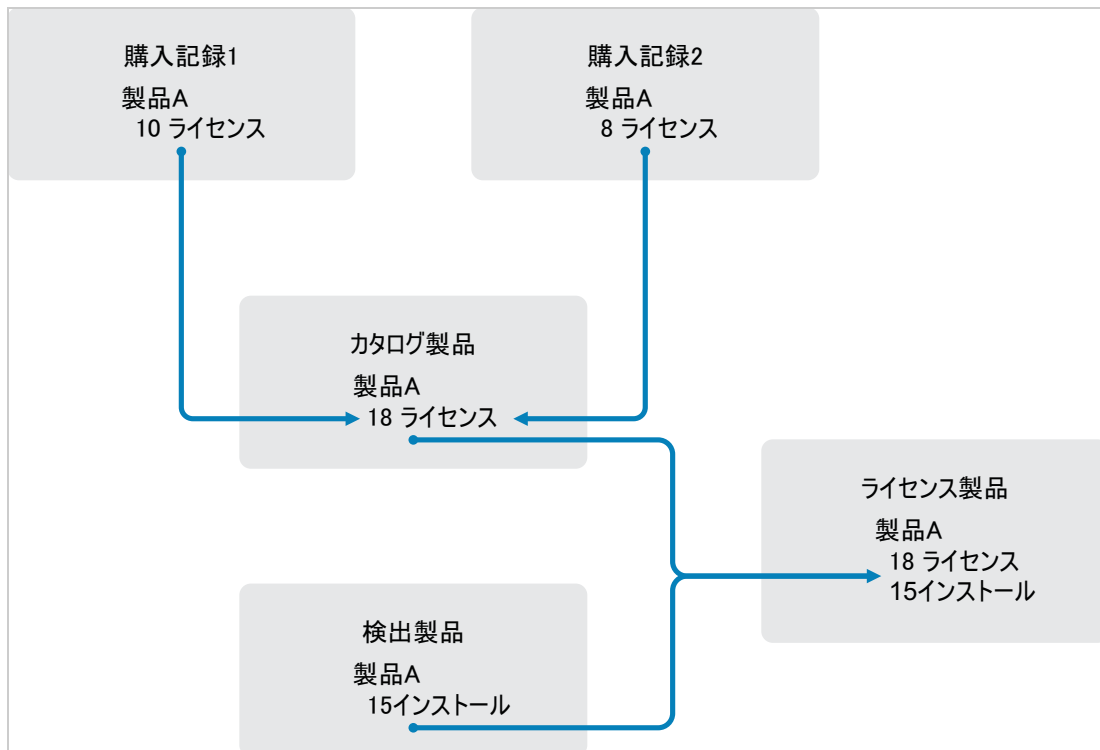 購入記録1
製品A
10 ライセンス
購入記録2
製品A
8 ライセンス
カタログ製品
製品A
18 ライセンス
ライセンス製品
製品A
18 ライセンス
15インストール
検出製品
製品A
15インストール